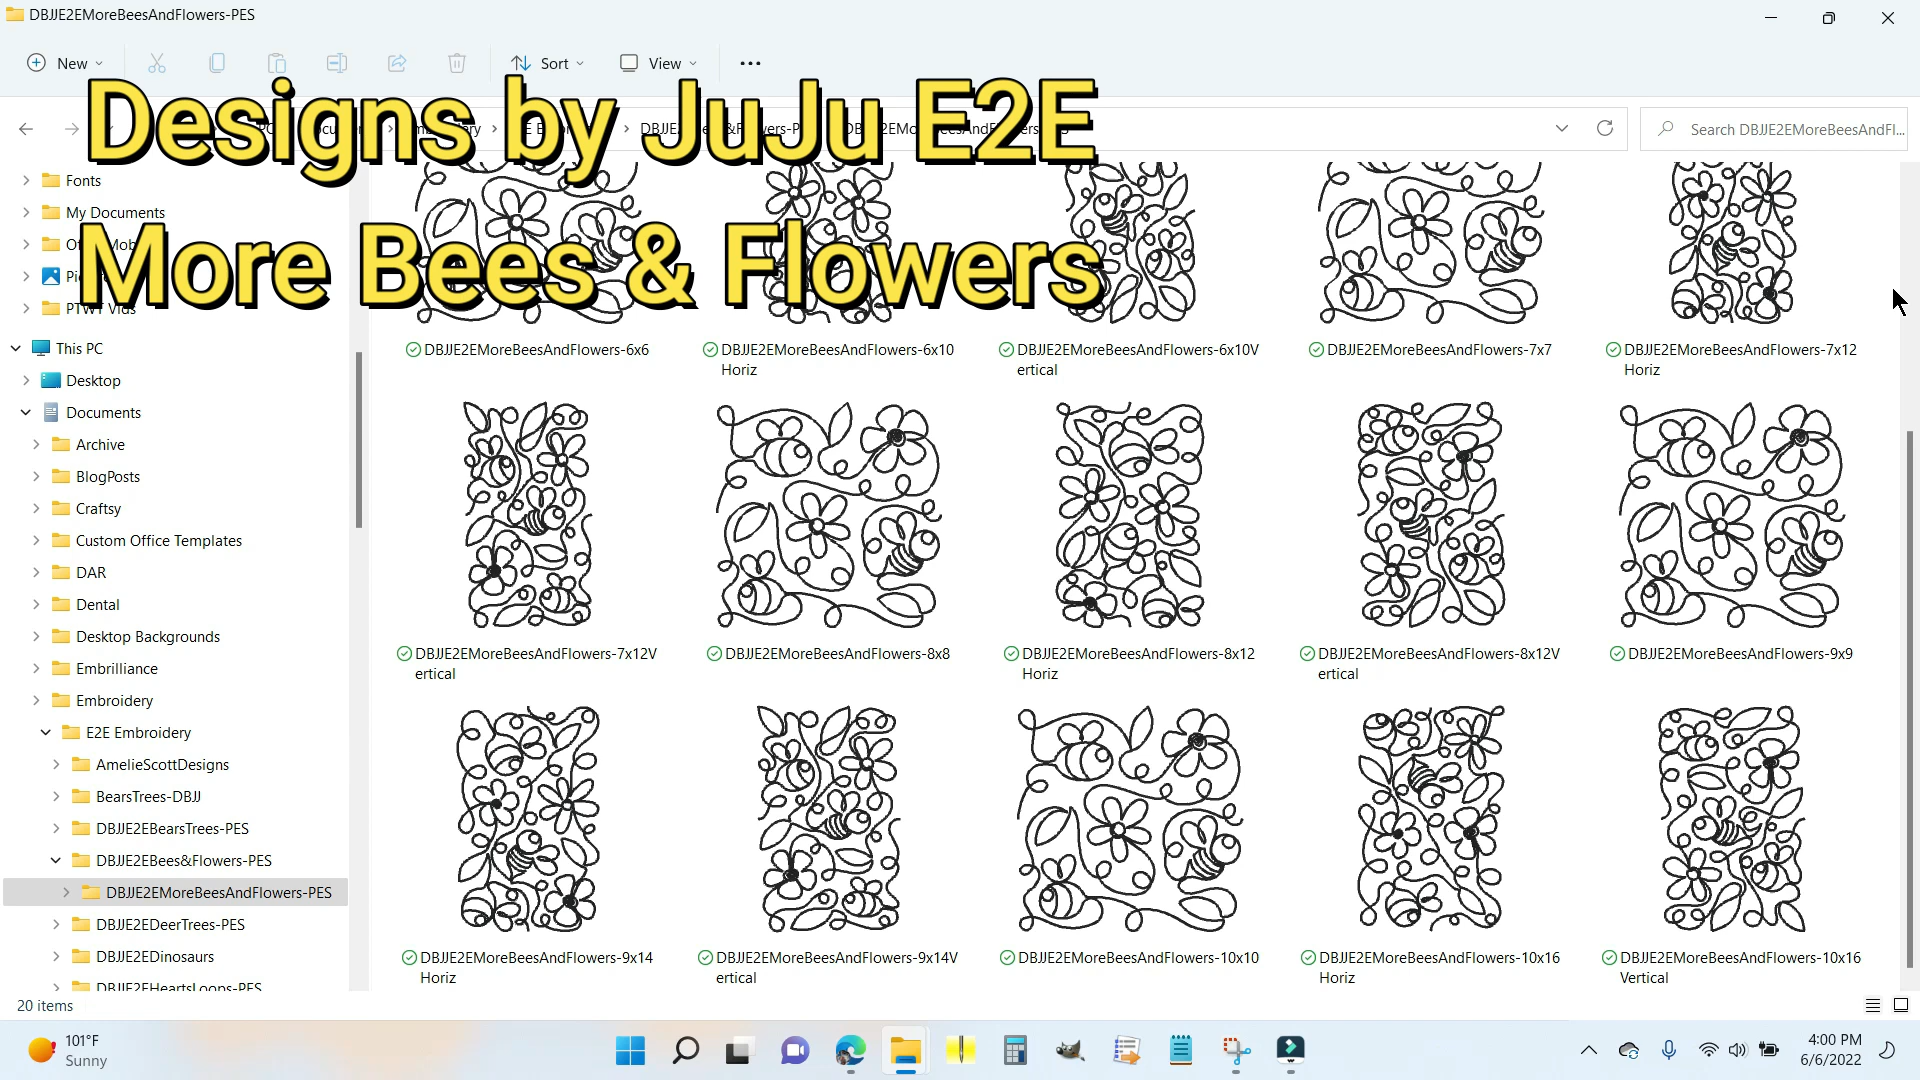 DBJJE2EMoreBeesAndFlowers-PES
New
Sort
View
Designs by JuJu E2E
More Bees & Flowers
Search DBJJE2EMoreBeesAndFl...
Fonts
My Documents
PTWT Vids
This PC
Desktop
Documents
Archive
BlogPosts
Craftsy
Custom Office Templates
DAR
Dental
Desktop Backgrounds
Embrilliance
Embroidery
E2E Embroidery
AmelieScottDesigns
BearsTrees-DBJJ
DBJJE2EBearsTrees-PES
DBJJE2EBees&Flowers-PES
DBJJE2EMoreBeesAndFlowers-PES
DBJJE2EDeerTrees-PES
DBJJE2EDinosaurs
DBJJE2EHeartsLoops-PES
DBJJE2EMoreBeesAndFlowers-6x6
DBJJE2EMoreBeesAndFlowers-6x10
Horiz
DBJJE2EMoreBeesAndFlowers-6x10V
ertical
DBJJE2EMoreBeesAndFlowers-7x7
DBJJE2EMoreBeesAndFlowers-7x12
Horiz
DBJJE2EMoreBeesAndFlowers-7x12V
ertical
DBJJE2EMoreBeesAndFlowers-8x8
DBJJE2EMoreBeesAndFlowers-8x12
Horiz
DBJJE2EMoreBeesAndFlowers-8x12V
ertical
DBJJE2EMoreBeesAndFlowers-9x9
DBJJE2EMoreBeesAndFlowers-9x14
Horiz
DBJJE2EMoreBeesAndFlowers-9x14V
ertical
DBJJE2EMoreBeesAndFlowers-10x10
DBJJE2EMoreBeesAndFlowers-10x16
Horiz
DBJJE2EMoreBeesAndFlowers-10x16
Vertical
20 items
101°F
Sunny
4:00 PM
6/6/2022